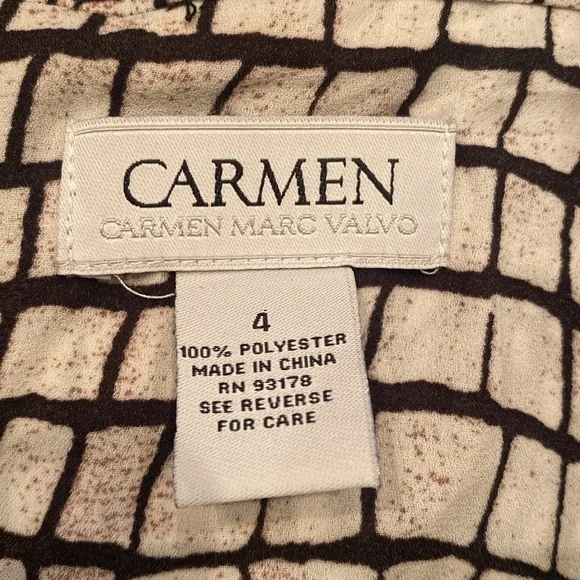 CARMEN
CARMEN MARC VALVO
4
100% POLYESTER
MADE IN CHINA
RN 93178
SEE REVERSE
FOR CARE